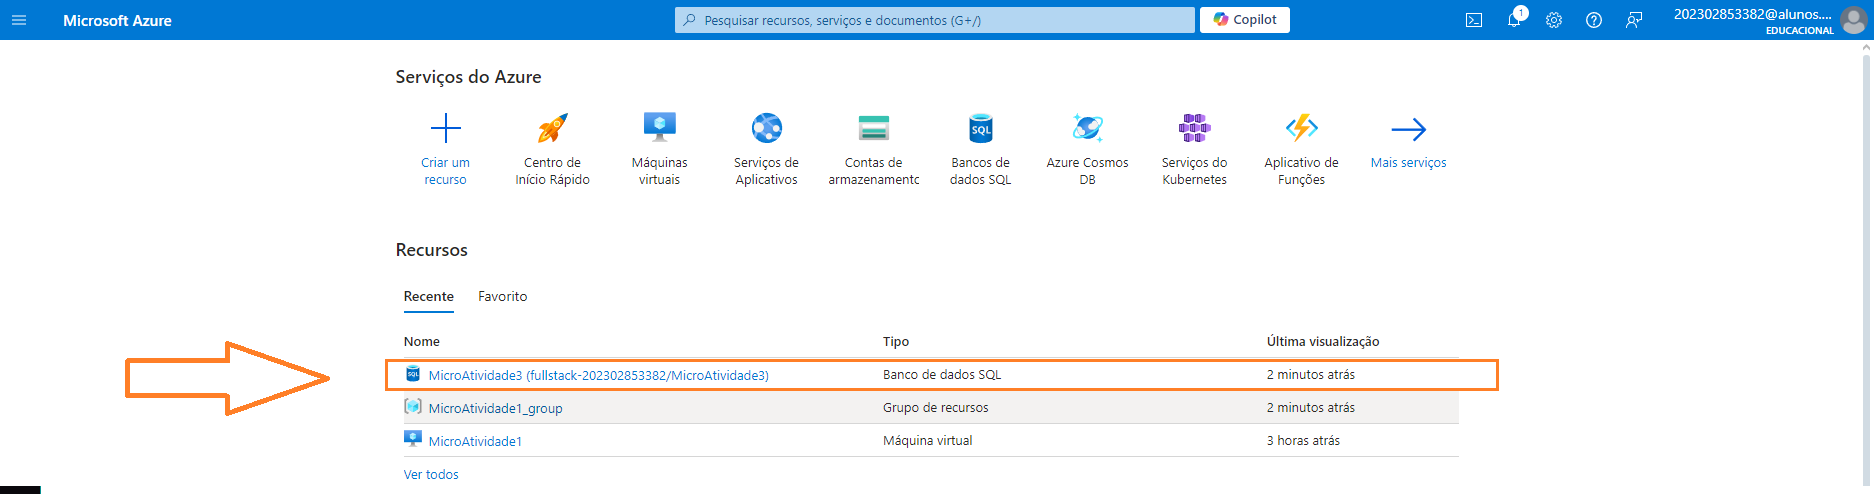 Microsoft Azure
Pesquisar recursos, serviços e documentos (G+/)
Copilot
1
202302853382@alunos....
EDUCACIONAL
Serviços do Azure
Criar um
recurso
Centro de
Início Rápido
Máquinas
virtuais
Serviços de
Aplicativos
Contas de
armazenamento
SQL
Bancos de
dados SQL
Azure Cosmos
DB
Serviços do
Kubernetes
Aplicativo de
Funções
Mais serviços
Recursos
Recente Favorito
Nome Tipo Última visualização
SQL MicroAtividade3 (fullstack-202302853382/MicroAtividade3) Banco de dados SQL 2 minutos atrás
MicroAtividade1_group Grupo de recursos 2 minutos atrás
MicroAtividade1 Máquina virtual 3 horas atrás
Ver todos